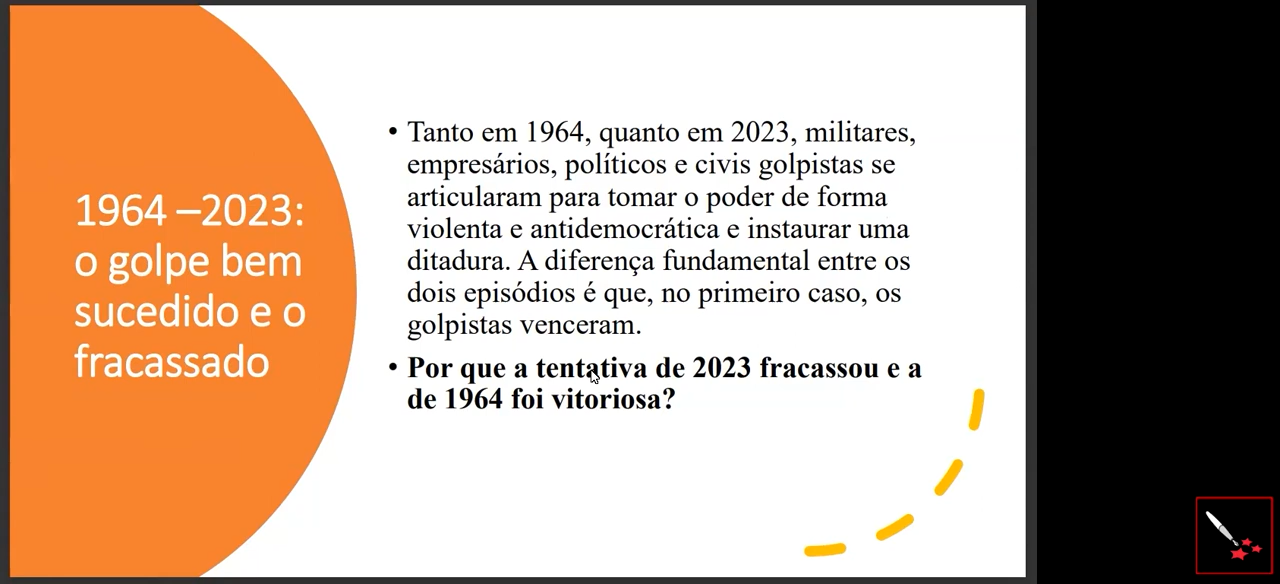 1964 –2023:
o golpe bem
sucedido e o
fracassado
• Tanto em 1964, quanto em 2023, militares,
empresários, políticos e civis golpistas se
articularam para tomar o poder de forma
violenta e antidemocrática e instaurar uma
ditadura. A diferença fundamental entre os
dois episódios é que, no primeiro caso, os
golpistas venceram.
• Por que a tentativa de 2023 fracassou e a
de 1964 foi vitoriosa?